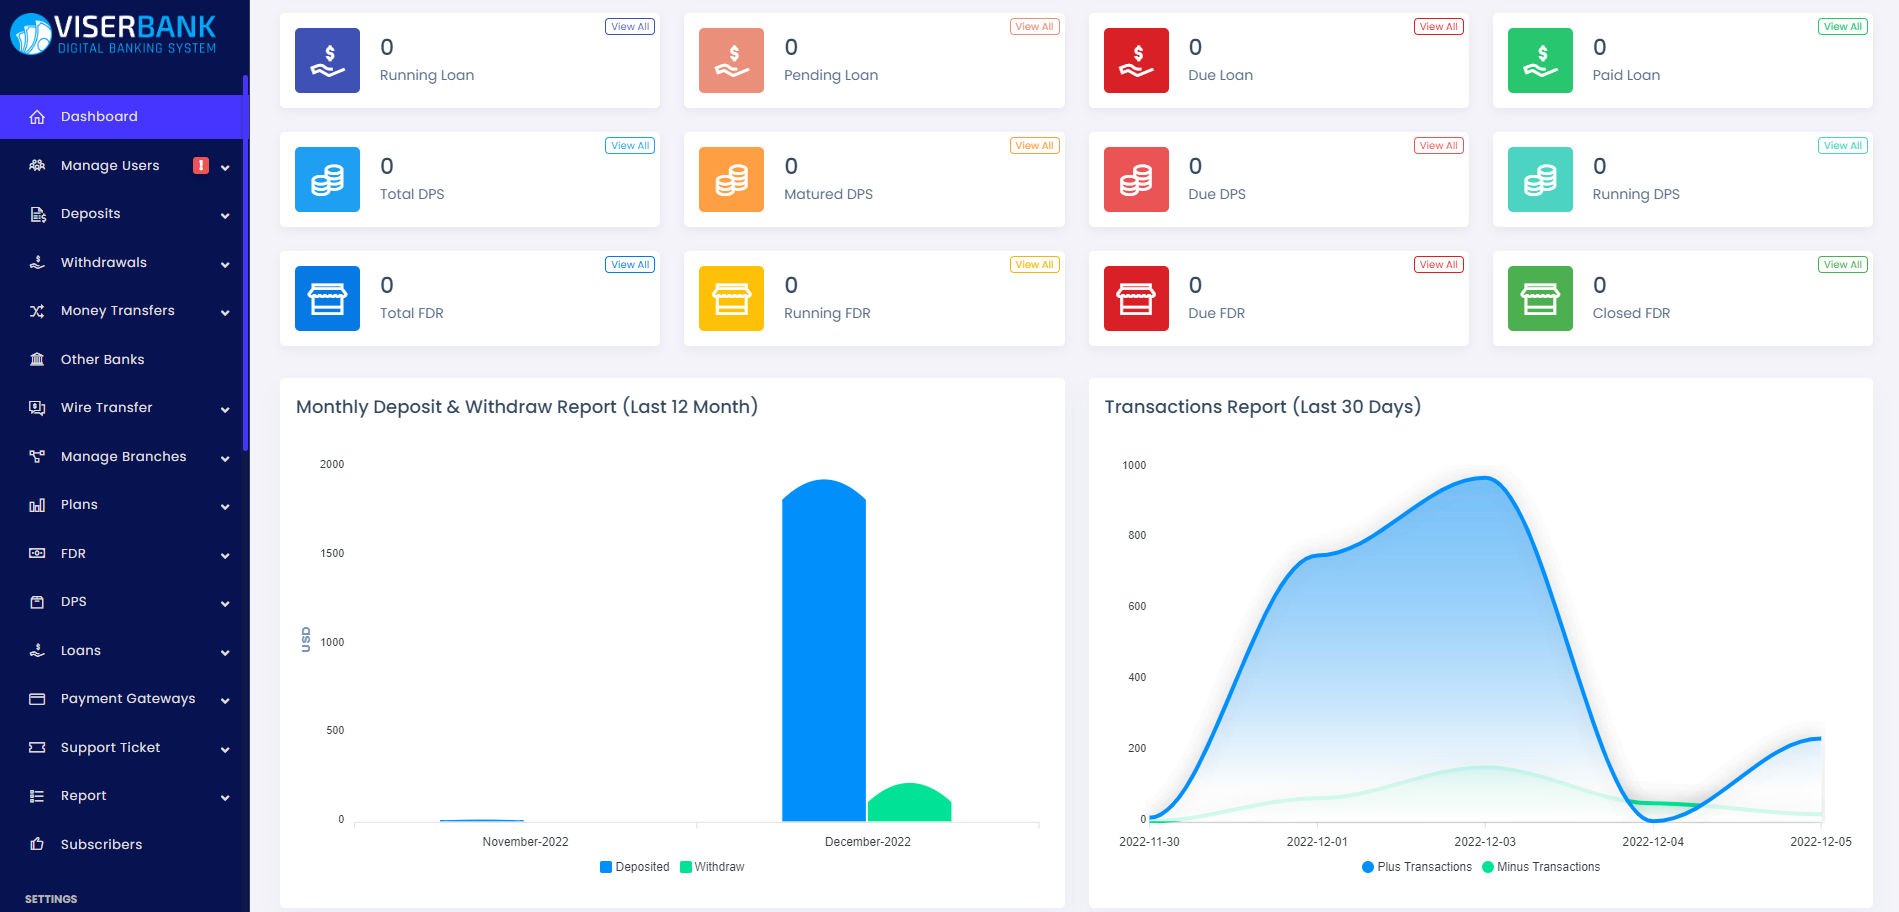 VISERBANK
DIGITAL BANKING SYSTEM
Dashboard
Manage Users
Deposits
Withdrawals
Money Transfers
Other Banks
Wire Transfer
Manage Branches
Plans
FDR
DPS
Loans
Payment Gateways
Support Ticket
Report
Subscribers
SETTINGS
View All
0
Running Loan
View All
0
Pending Loan
View All
0
Due Loan
View All
0
Paid Loan
View All
0
Total DPS
View All
0
Matured DPS
View All
0
Due DPS
View All
0
Running DPS
View All
0
Total FDR
View All
0
Running FDR
View All
0
Due FDR
View All
0
Closed FDR
Monthly Deposit & Withdraw Report (Last 12 Month)
USD
2000
1500
1000
500
0
November-2022 December-2022
Deposited Withdraw
Transactions Report (Last 30 Days)
1000
800
600
400
200
0
2022-11-30 2022-12-01 2022-12-03 2022-12-04 2022-12-05
Plus Transactions Minus Transactions